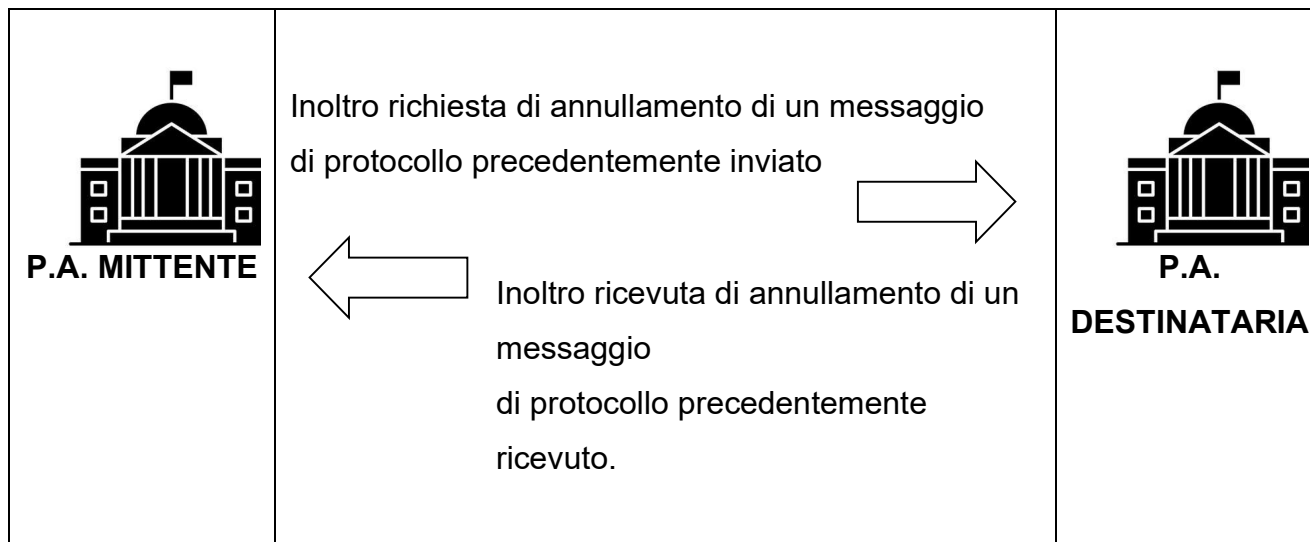 Inoltro richiesta di annullamento di un messaggio
di protocollo precedentemente inviato
P.A. MITTENTE
Inoltro ricevuta di annullamento di un
messaggio
di protocollo precedentemente
ricevuto.
P.A.
DESTINATARIA